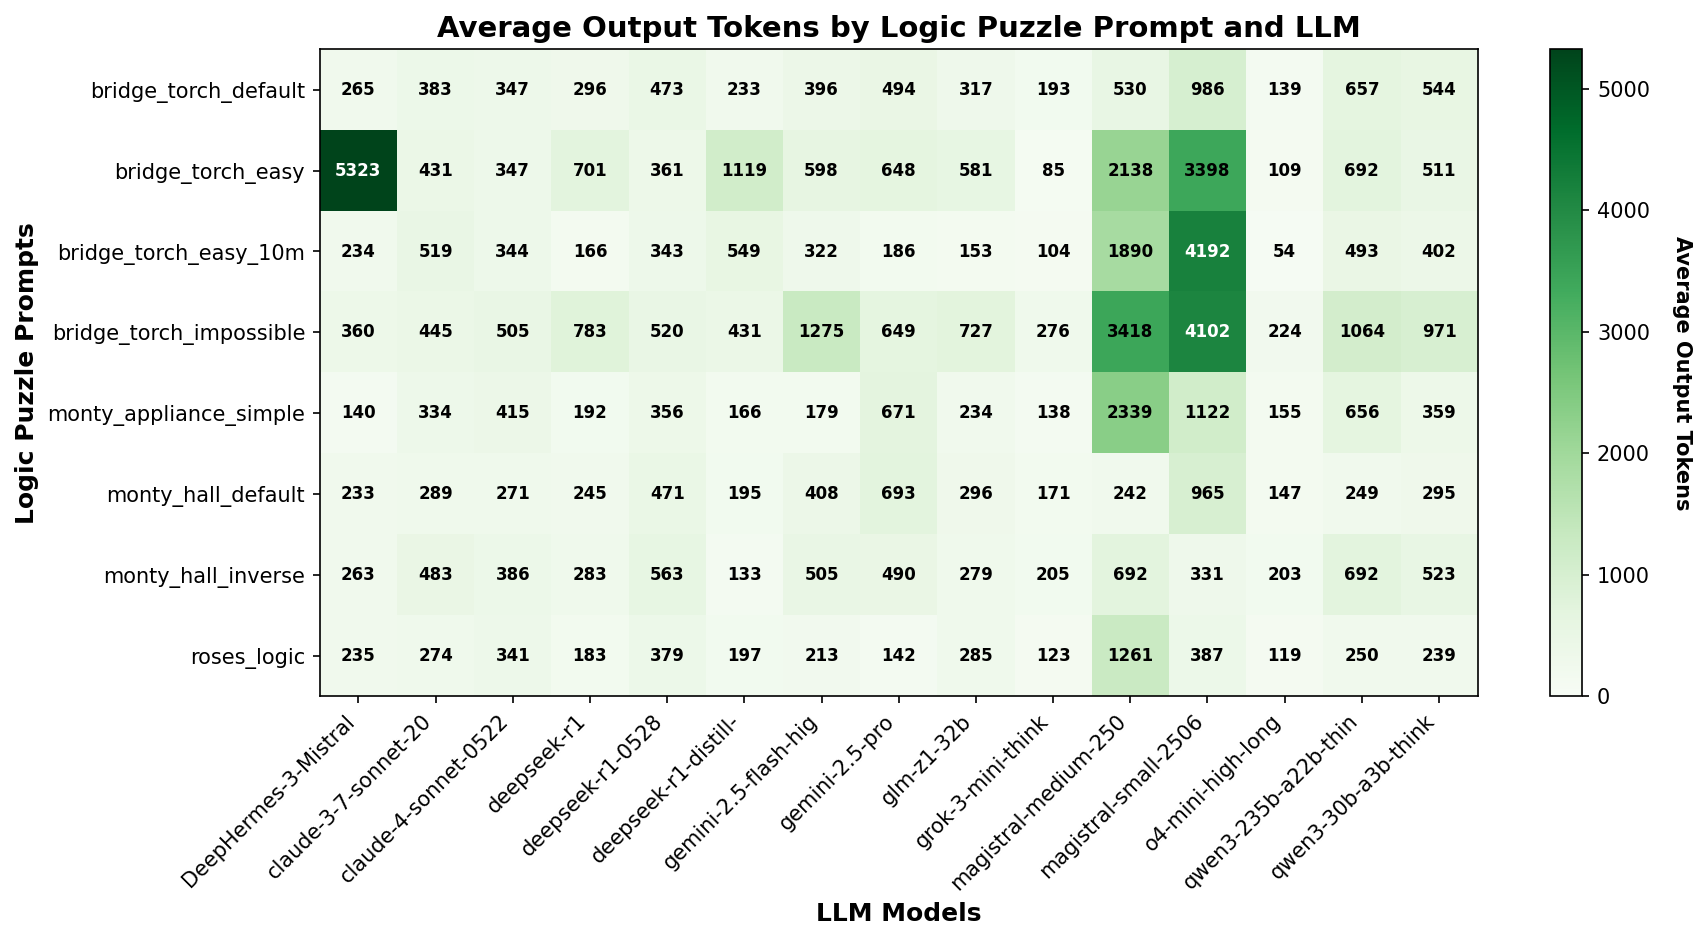 Average Output Tokens by Logic Puzzle Prompt and LLM
Logic Puzzle Prompts
bridge_torch_default 265 383 347 296 473 233 396 494 317 193 530 986 139 657 544
bridge_torch_easy 5323 431 347 701 361 1119 598 648 581 85 2138 3398 109 692 511
bridge_torch_easy_10m 234 519 344 166 343 549 322 186 153 104 1890 4192 54 493 402
bridge_torch_impossible 360 445 505 783 520 431 1275 649 727 276 3418 4102 224 1064 971
monty_appliance_simple 140 334 415 192 356 166 179 671 234 138 2339 1122 155 656 359
monty_hall_default 233 289 271 245 471 195 408 693 296 171 242 965 147 249 295
monty_hall_inverse 263 483 386 283 563 133 505 490 279 205 692 331 203 692 523
roses_logic 235 274 341 183 379 197 213 142 285 123 1261 387 119 250 239
DeepHermes-3-Mistral
claude-3-7-sonnet-20
claude-4-sonnet-0522
deepseek-r1
deepseek-r1-0528
deepseek-r1-distill-
gemini-2.5-flash-hig
gemini-2.5-pro
glm-z1-32b
grok-3-mini-think
magistral-medium-250
magistral-small-2506
o4-mini-high-long
qwen3-235b-a22b-thin
qwen3-30b-a3b-think
LLM Models
5000
4000
3000
2000
1000
0
Average Output Tokens